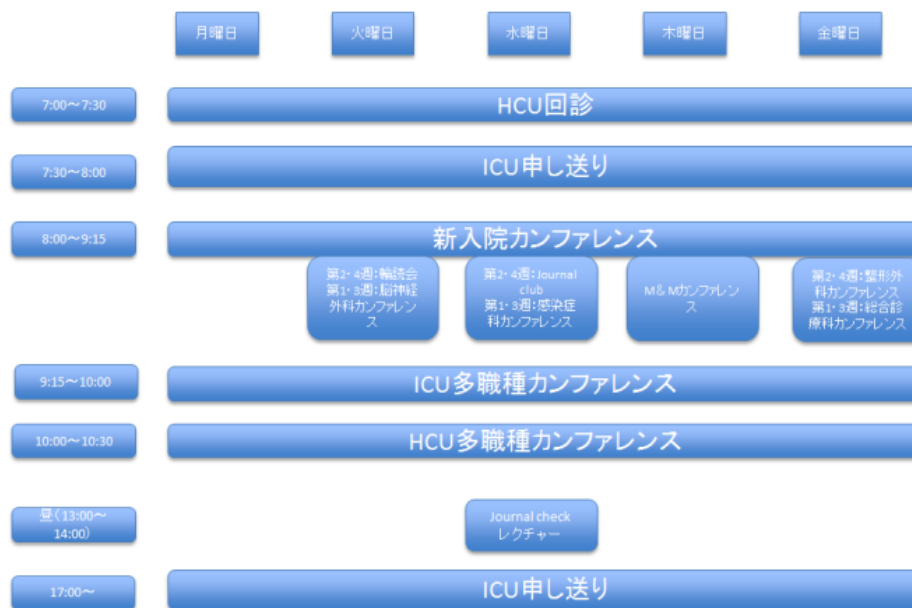 月曜日
火曜日
水曜日
木曜日
金曜日
7:00～7:30
HCU回診
7:30～8:00
ICU申し送り
8:00～9:15
新入院カンファレンス
第2・4週：輪読会
第1・3週：脳神経
外科カンファレン
ス
第2・4週：Journal
club
第1・3週：感染症
科カンファレンス
M＆Mカンファレン
ス
第2・4週：整形外
科カンファレンス
第1・3週：総合診
療科カンファレンス
9:15～10:00
ICU多職種カンファレンス
10:00～10:30
HCU多職種カンファレンス
昼（13:00～
14:00）
Journal check
レクチャー
17:00～
ICU申し送り